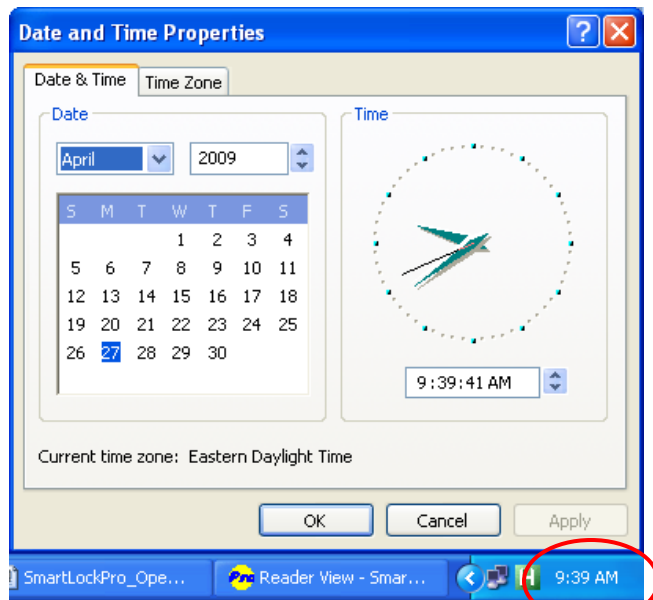 Date and Time Properties
Date & Time Time Zone
Date
Time
April 2009
S M T W T F S
1 2 3 4
5 6 7 8 9 10 11
12 13 14 15 16 17 18
19 20 21 22 23 24 25
26 27 28 29 30
9:39:41 AM
Current time zone: Eastern Daylight Time
OK Cancel Apply
SmartLockPro_Ope... Pro Reader View - Smar... H 9:39 AM